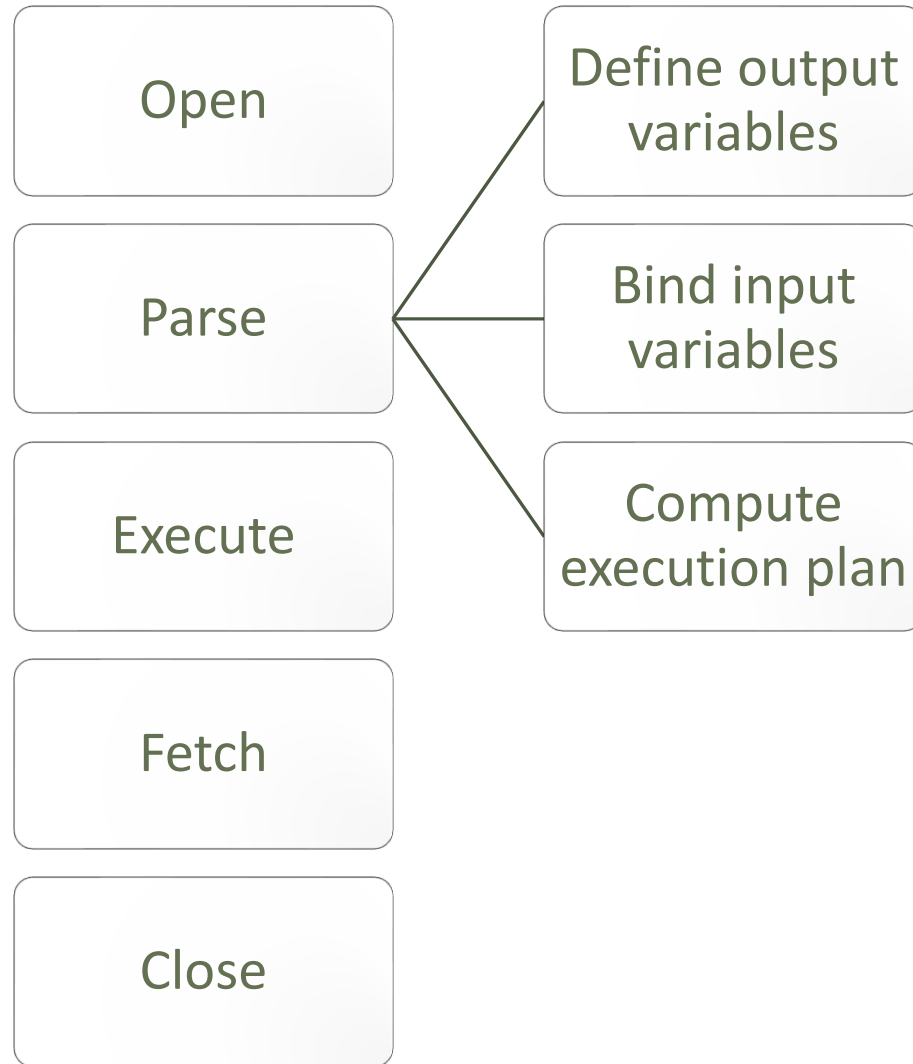 Open
Define output
variables
Parse
Bind input
variables
Execute
Compute
execution plan
Fetch
Close